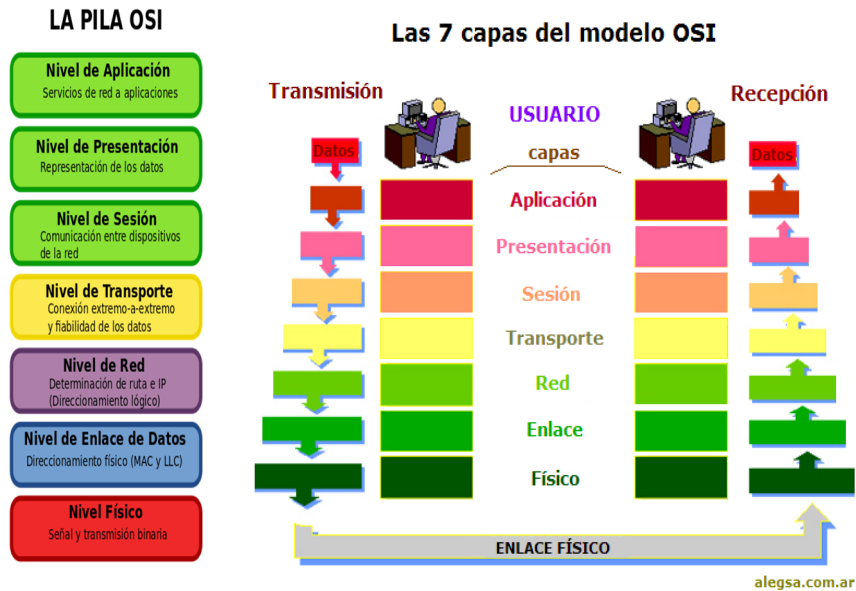 LA PILA OSI
Nivel de Aplicación
Servicios de red a aplicaciones
Nivel de Presentación
Representación de los datos
Nivel de Sesión
Comunicación entre dispositivos
de la red
Nivel de Transporte
Conexión extremo-a-extremo
y fiabilidad de los datos
Nivel de Red
Determinación de ruta e IP
(Direccionamiento lógico)
Nivel de Enlace de Datos
Direccionamiento físico (MAC y LLC)
Nivel Físico
Señal y transmisión binaria
Las 7 capas del modelo OSI
Transmisión
Recepción
USUARIO
Datos
capas
Datos
Aplicación
Presentación
Sesión
Transporte
Red
Enlace
Físico
ENLACE FÍSICO
alegsa.com.ar